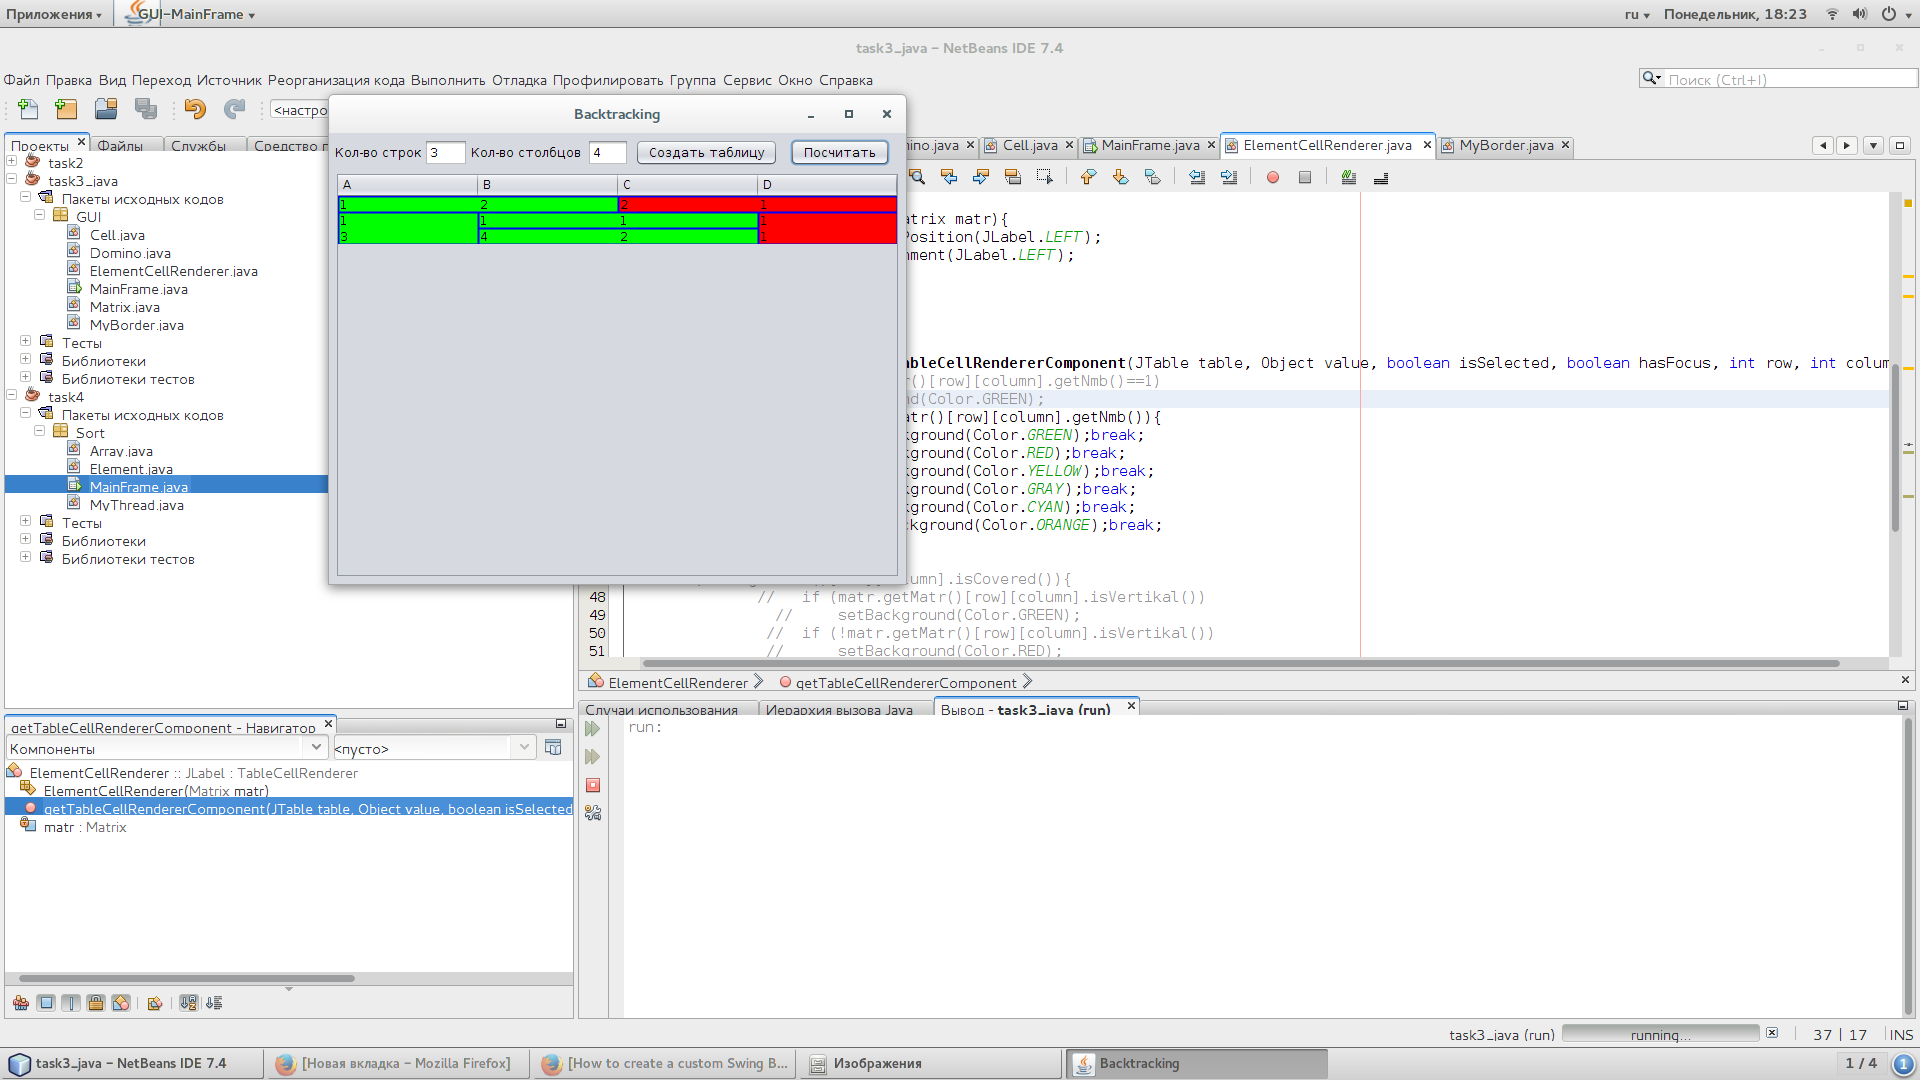 Приложения GUI-MainFrame ru Понедельник, 18:23
task3_java – NetBeans IDE 7.4
Файл Правка Вид Переход Источник Реорганизация кода Выполнить Отладка Профилировать Группа Сервис Окно Справка
Поиск (Ctrl+I)
<настро
Проекты Файлы Службы Средство п
task2
task3_java
Пакеты исходных кодов
GUI
Cell.java
Domino.java
ElementCellRenderer.java
MainFrame.java
Matrix.java
MyBorder.java
Тесты
Библиотеки
Библиотеки тестов
task4
Пакеты исходных кодов
Sort
Array.java
Element.java
MainFrame.java
MyThread.java
Тесты
Библиотеки
Библиотеки тестов
Backtracking
Кол-во строк 3 Кол-во столбцов 4 Создать таблицу Посчитать
A B C D
1 2 2 1
1 1 1 1
3 4 2 1
ino.java Cell.java MainFrame.java ElementCellRenderer.java MyBorder.java
trix matr){
Position(JLabel.LEFT);
ment(JLabel.LEFT);
ableCellRendererComponent(JTable table, Object value, boolean isSelected, boolean hasFocus, int row, int colum
r()[row][column].getNmb()==1)
d(Color.GREEN);
atr()[row][column].getNmb()){
kground(Color.GREEN);break;
kground(Color.RED);break;
kground(Color.YELLOW);break;
kground(Color.GRAY);break;
kground(Color.CYAN);break;
ckground(Color.ORANGE);break;
umn].isCovered()){
48 // if (matr.getMatr()[row][column].isVertikal())
49 // setBackground(Color.GREEN);
50 // if (!matr.getMatr()[row][column].isVertikal())
51 // setBackground(Color.RED);
ElementCellRenderer getTableCellRendererComponent
getTableCellRendererComponent - Навигатор
Компоненты <пусто>
ElementCellRenderer :: JLabel : TableCellRenderer
ElementCellRenderer(Matrix matr)
getTableCellRendererComponent(JTable table, Object value, boolean isSelected
matr : Matrix
Случаи использования Иерархия вызова Java Вывод - task3_java (run)
run:
task3_java (run) running... 37 | 17 INS
task3_java – NetBeans IDE 7.4 [Новая вкладка – Mozilla Firefox] [How to create a custom Swing B... Изображения Backtracking 1 / 4 1